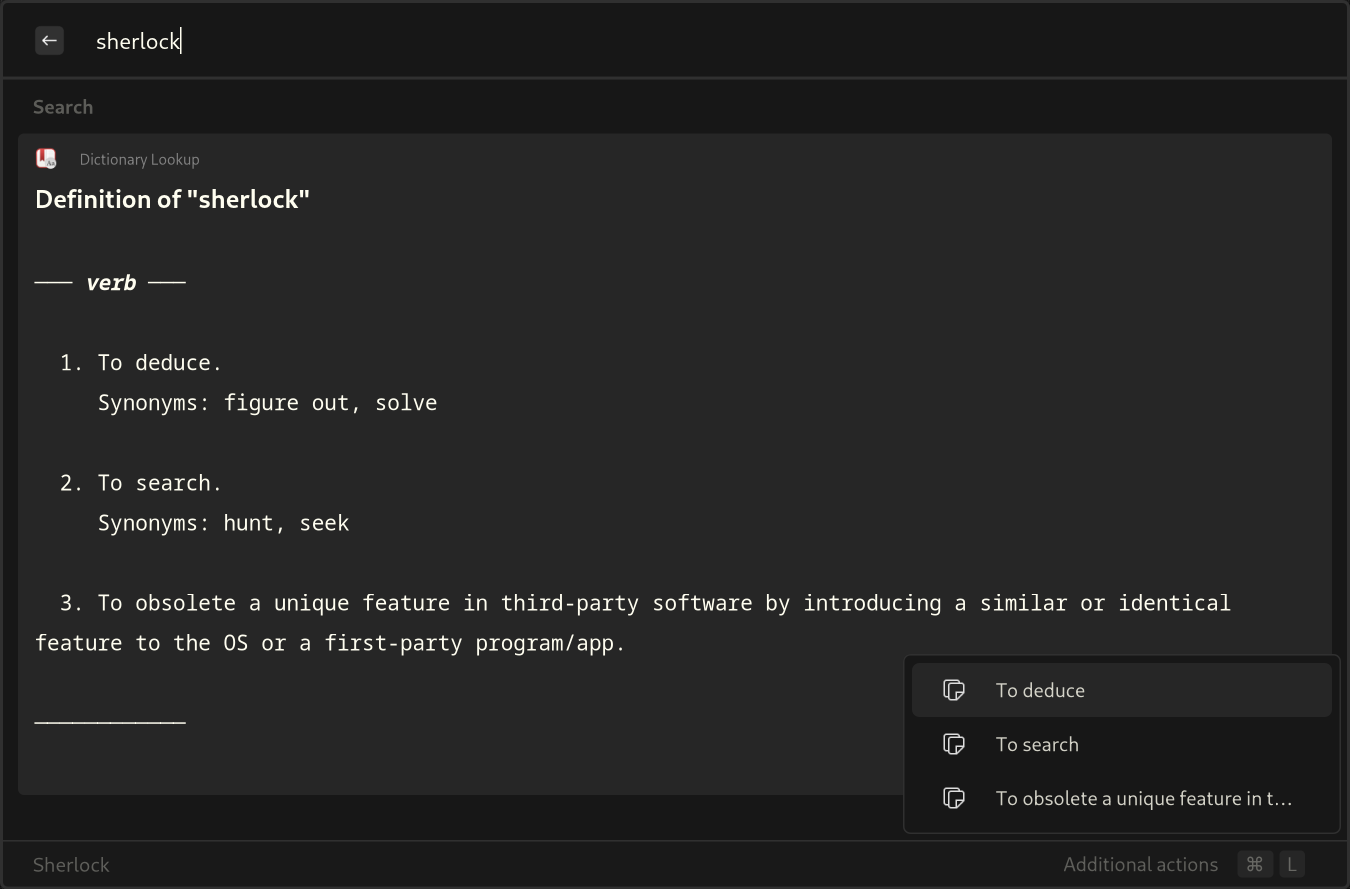 sherlock
Search
Dictionary Lookup
Definition of "sherlock"
─── verb ───
1. To deduce.
Synonyms: figure out, solve
2. To search.
Synonyms: hunt, seek
3. To obsolete a unique feature in third-party software by introducing a similar or identical
feature to the OS or a first-party program/app.
────────────
To deduce
To search
To obsolete a unique feature in t…
Sherlock
Additional actions ⌘ L